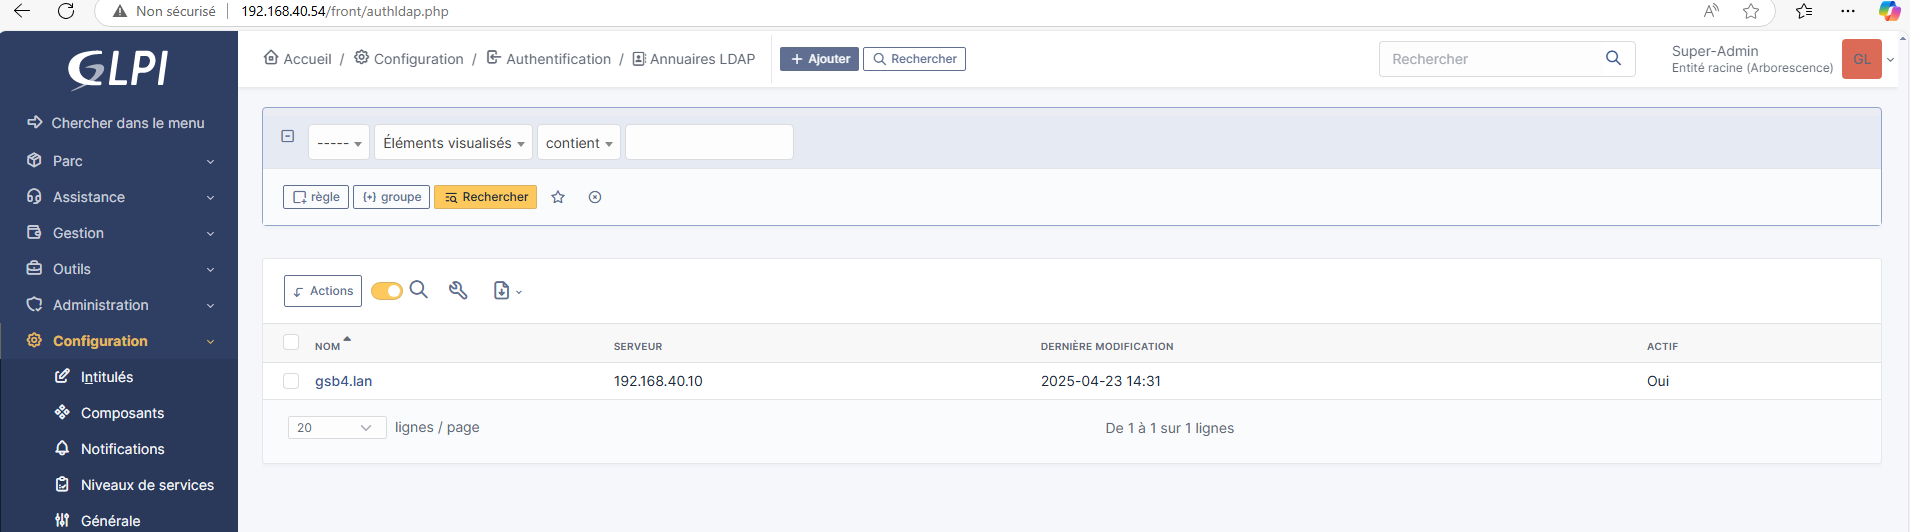 Non sécurisé 192.168.40.54/front/authldap.php
GLPI
Accueil / Configuration / Authentification / Annuaires LDAP
+ Ajouter
Rechercher
Rechercher
Super-Admin
Entité racine (Arborescence)
GL
Chercher dans le menu
Parc
Assistance
Gestion
Outils
Administration
Configuration
Intitulés
Composants
Notifications
Niveaux de services
Générale
----- Éléments visualisés contient
règle (+) groupe Rechercher
Actions
NOM SERVEUR DERNIÈRE MODIFICATION ACTIF
gsb4.lan 192.168.40.10 2025-04-23 14:31 Oui
20 lignes / page De 1 à 1 sur 1 lignes